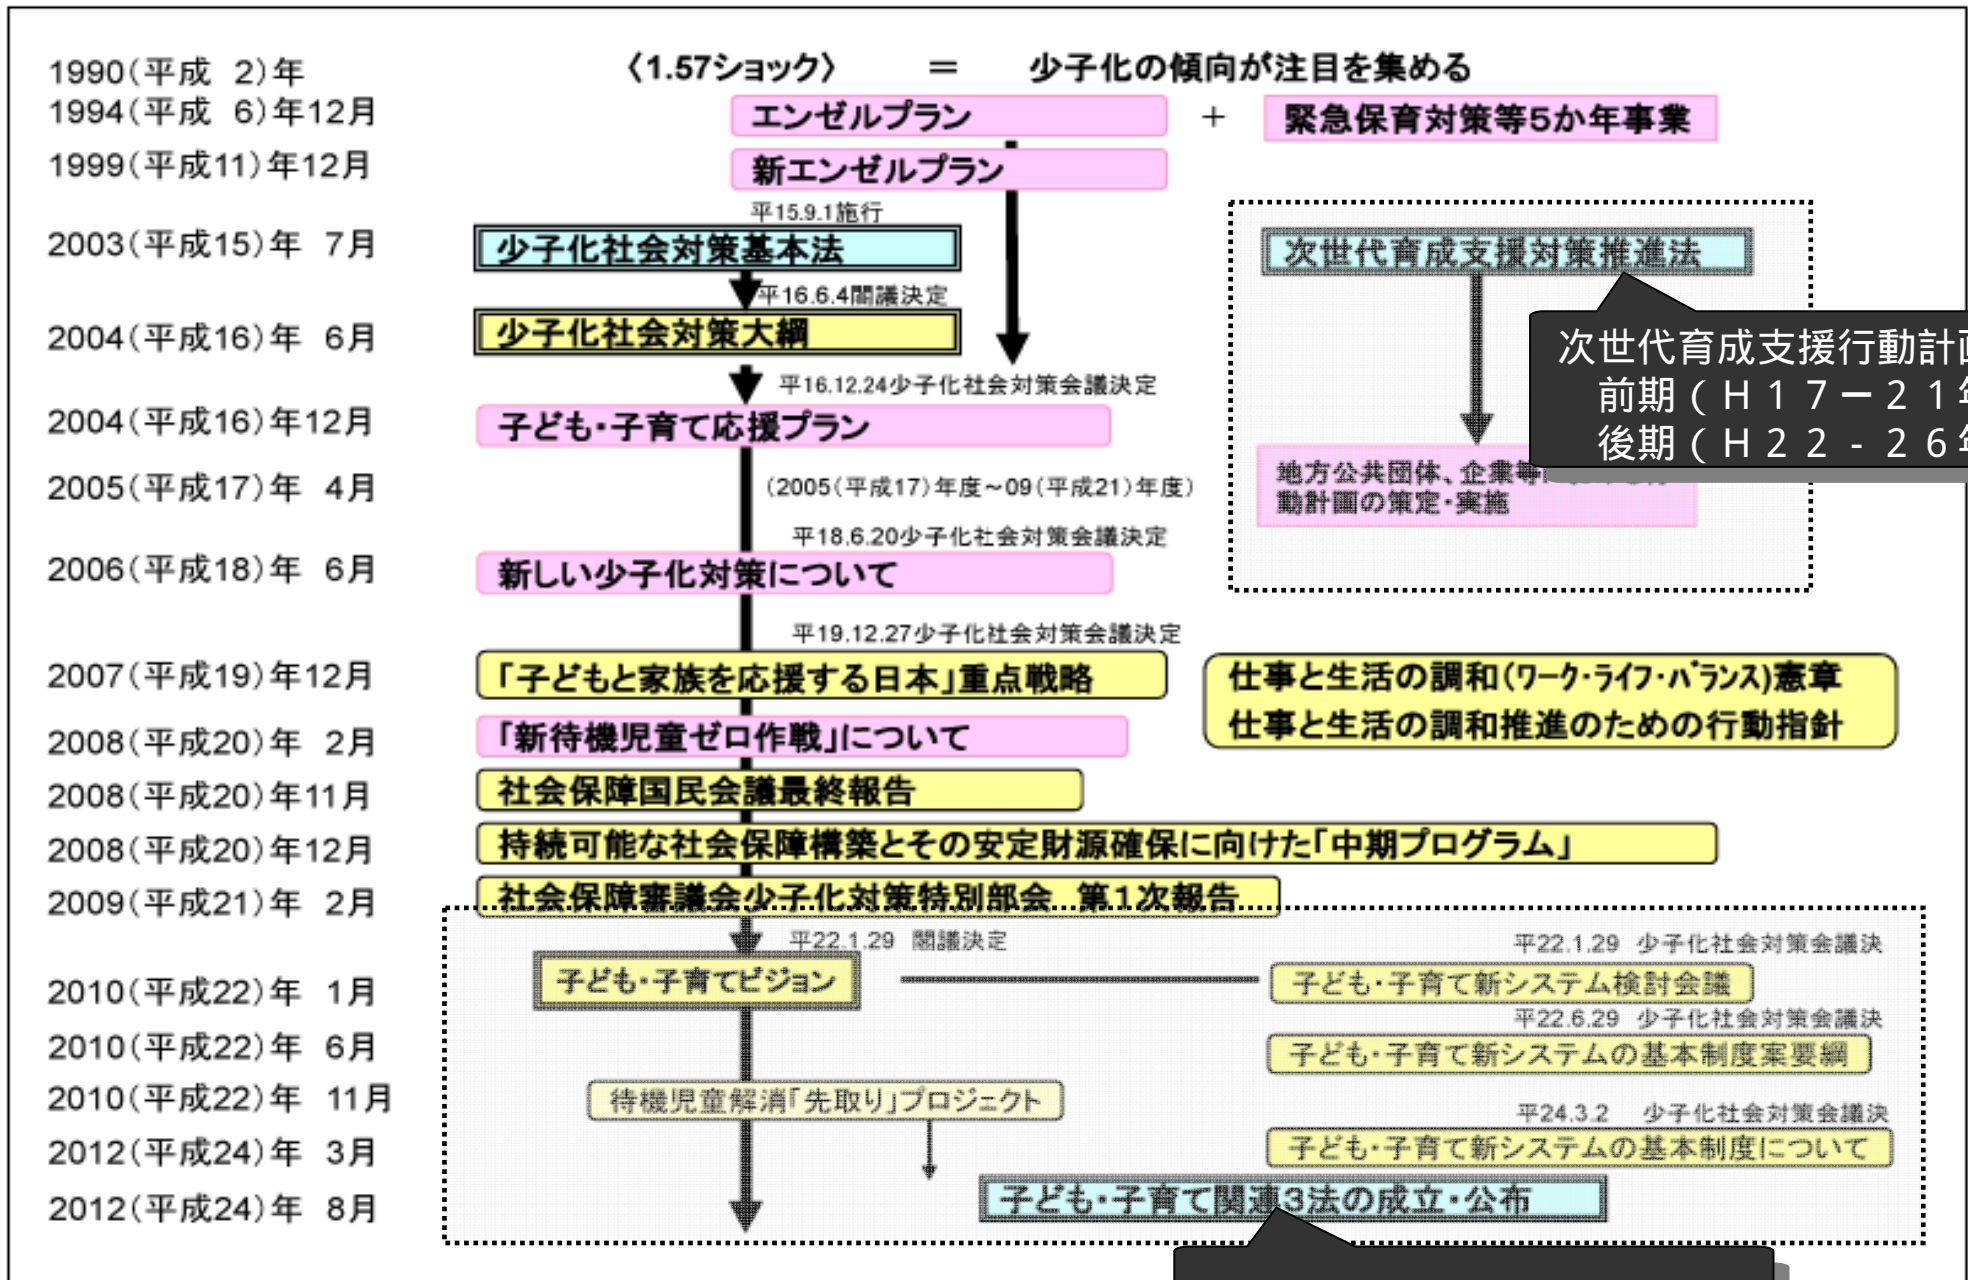 1990(平成 2)年
〈1.57ショック〉 ＝ 少子化の傾向が注目を集める
1994(平成 6)年12月
エンゼルプラン ＋ 緊急保育対策等5か年事業
1999(平成11)年12月
新エンゼルプラン
平15.9.1施行
2003(平成15)年 7月
少子化社会対策基本法
次世代育成支援対策推進法
平16.6.4閣議決定
2004(平成16)年 6月
少子化社会対策大綱
次世代育成支援行動計画
前期(H17ー21年
後期(H22-26年
平16.12.24少子化社会対策会議決定
2004(平成16)年12月
子ども・子育て応援プラン
地方公共団体、企業等
動計画の策定・実施
2005(平成17)年 4月
(2005(平成17)年度～09(平成21)年度)
平18.6.20少子化社会対策会議決定
2006(平成18)年 6月
新しい少子化対策について
平19.12.27少子化社会対策会議決定
2007(平成19)年12月
「子どもと家族を応援する日本」重点戦略
仕事と生活の調和(ワーク・ライフ・バランス)憲章
仕事と生活の調和推進のための行動指針
2008(平成20)年 2月
「新待機児童ゼロ作戦」について
2008(平成20)年11月
社会保障国民会議最終報告
2008(平成20)年12月
持続可能な社会保障構築とその安定財源確保に向けた「中期プログラム」
2009(平成21)年 2月
社会保障審議会少子化対策特別部会 第1次報告
平22.1.29 閣議決定
平22.1.29 少子化社会対策会議決
2010(平成22)年 1月
子ども・子育てビジョン
子ども・子育て新システム検討会議
平22.6.29 少子化社会対策会議決
2010(平成22)年 6月
子ども・子育て新システムの基本制度案要綱
2010(平成22)年 11月
待機児童解消「先取り」プロジェクト
平24.3.2 少子化社会対策会議決
2012(平成24)年 3月
子ども・子育て新システムの基本制度について
2012(平成24)年 8月
子ども・子育て関連3法の成立・公布